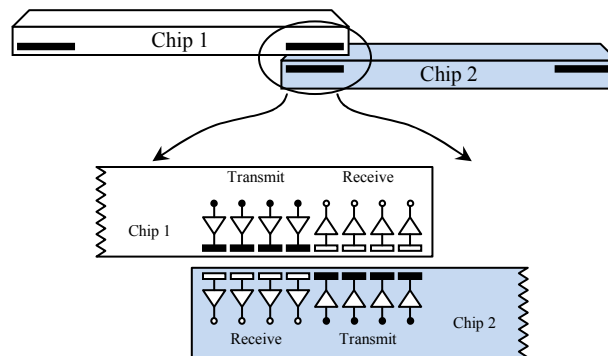 Chip 1
Chip 2
Transmit Receive
Chip 1
Chip 2
Receive Transmit